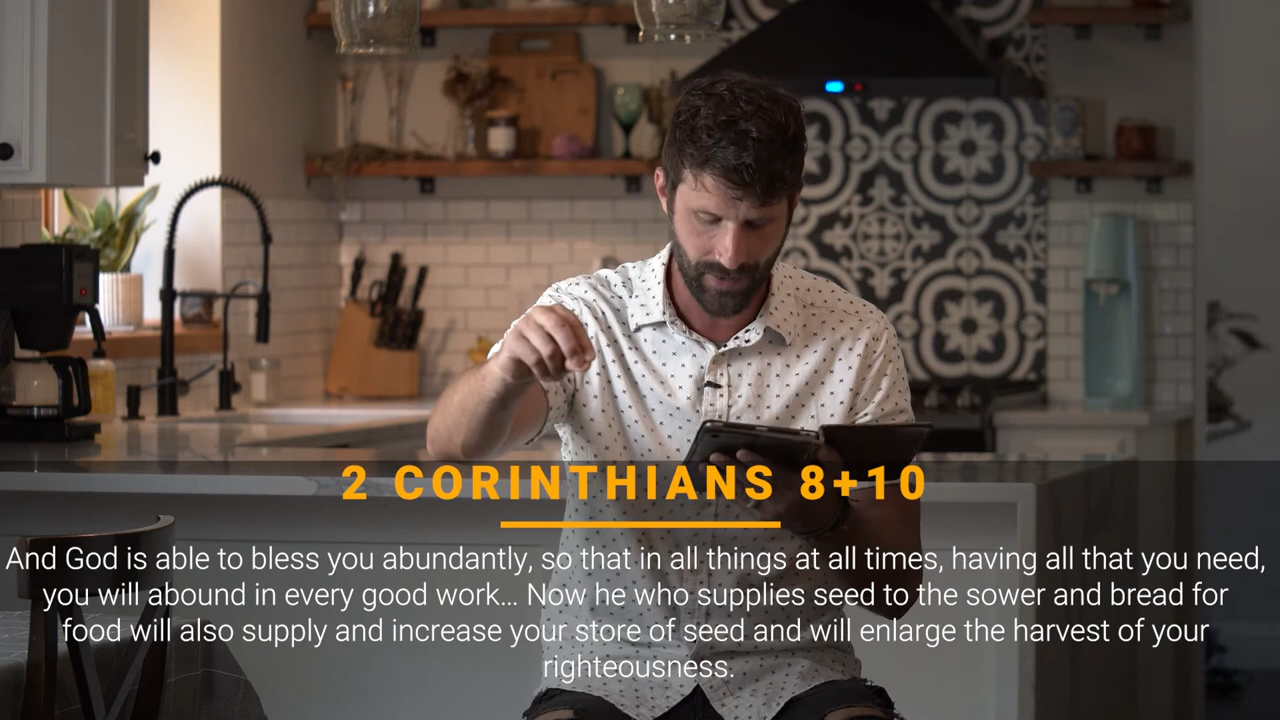 2 CORINTHIANS 8+10
And God is able to bless you abundantly, so that in all things at all times, having all that you need,
you will abound in every good work... Now he who supplies seed to the sower and bread for
food will also supply and increase your store of seed and will enlarge the harvest of your
righteousness.